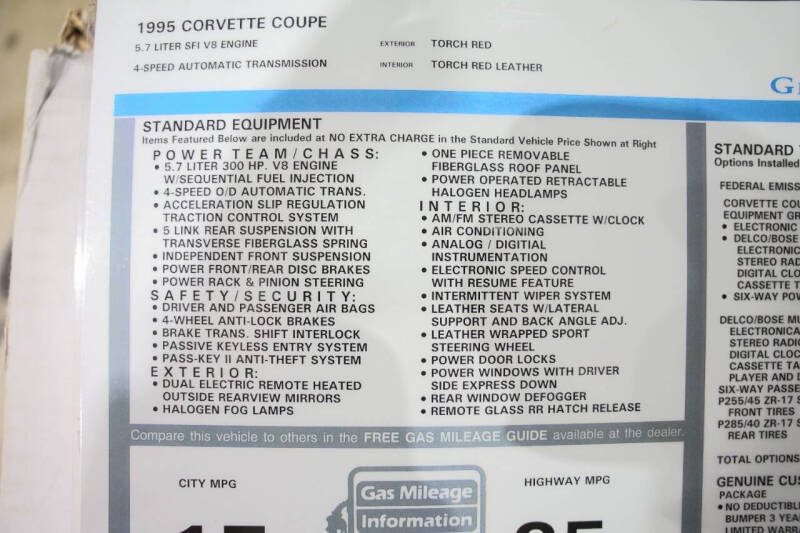 1995 CORVETTE COUPE
5.7 LITER SFI V8 ENGINE EXTERIOR TORCH RED
4-SPEED AUTOMATIC TRANSMISSION INTERIOR TORCH RED LEATHER
STANDARD EQUIPMENT
Items Featured Below are included at NO EXTRA CHARGE in the Standard Vehicle Price Shown at Right
POWER TEAM/CHASS:
• 5.7 LITER 300 HP. V8 ENGINE
W/SEQUENTIAL FUEL INJECTION
• 4-SPEED O/D AUTOMATIC TRANS.
• ACCELERATION SLIP REGULATION
TRACTION CONTROL SYSTEM
• 5 LINK REAR SUSPENSION WITH
TRANSVERSE FIBERGLASS SPRING
• INDEPENDENT FRONT SUSPENSION
• POWER FRONT/REAR DISC BRAKES
• POWER RACK & PINION STEERING
SAFETY/SECURITY:
• DRIVER AND PASSENGER AIR BAGS
• 4-WHEEL ANTI-LOCK BRAKES
• BRAKE TRANS. SHIFT INTERLOCK
• PASSIVE KEYLESS ENTRY SYSTEM
• PASS-KEY II ANTI-THEFT SYSTEM
EXTERIOR:
• DUAL ELECTRIC REMOTE HEATED
OUTSIDE REARVIEW MIRRORS
• HALOGEN FOG LAMPS
• ONE PIECE REMOVABLE
FIBERGLASS ROOF PANEL
• POWER OPERATED RETRACTABLE
HALOGEN HEADLAMPS
INTERIOR:
• AM/FM STEREO CASSETTE W/CLOCK
• AIR CONDITIONING
• ANALOG / DIGITIAL
INSTRUMENTATION
• ELECTRONIC SPEED CONTROL
WITH RESUME FEATURE
• INTERMITTENT WIPER SYSTEM
• LEATHER SEATS W/LATERAL
SUPPORT AND BACK ANGLE ADJ.
• LEATHER WRAPPED SPORT
STEERING WHEEL
• POWER DOOR LOCKS
• POWER WINDOWS WITH DRIVER
SIDE EXPRESS DOWN
• REAR WINDOW DEFOGGER
• REMOTE GLASS RR HATCH RELEASE
Compare this vehicle to others in the FREE GAS MILEAGE GUIDE available at the dealer.
CITY MPG
Gas Mileage
Information
HIGHWAY MPG
STANDARD
Options Installed
FEDERAL EMISS
CORVETTE COU
EQUIPMENT GR
• ELECTRONIC
• DELCO/BOSE
ELECTRONIC
STEREO RAD
DIGITAL CLO
CASSETTE T
• SIX-WAY POW
DELCO/BOSE MU
ELECTRONICA
STEREO RADIO
DIGITAL CLOC
CASSETTE TA
PLAYER AND D
SIX-WAY PASSE
P255/45 ZR-17 S
FRONT TIRES
P285/40 ZR-17 S
REAR TIRES
TOTAL OPTIONS
GENUINE CUS
PACKAGE
• NO DEDUCTIBL
BUMPER 3 YEA
LIMITED WARR